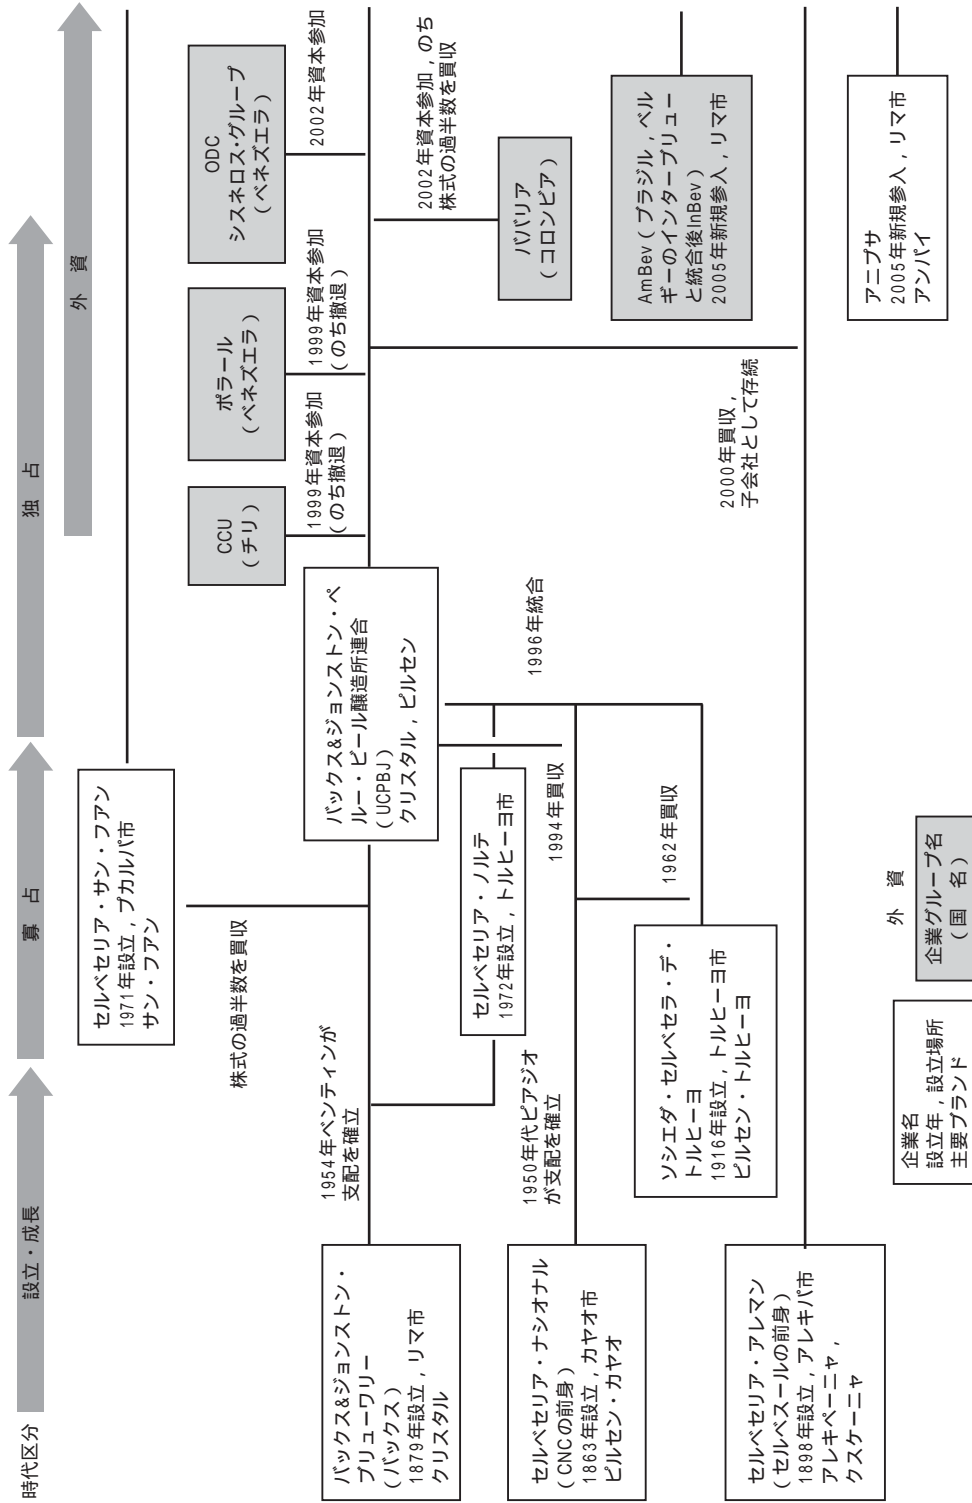 時代区分
設立・成長
寡占
独占
外資
セルベセリア・サン・フアン
1971年設立，プカルパ市
サン・フアン
株式の過半数を買収
CCU
（チリ）
1999年資本参加
（のち撤退）
ポラール
（ベネズエラ）
1999年資本参加
（のち撤退）
ODC
シスネロス・グループ
（ベネズエラ）
2002年資本参加
バックス&ジョンストン・
ブリューワリー
（バックス）
1879年設立，リマ市
クリスタル
1954年ベンティンが
支配を確立
バックス&ジョンストン・ペ
ルー・ビール醸造所連合
（UCPBJ）
クリスタル，ピルセン
2002年資本参加，のち
株式の過半数を買収
ババリア
（コロンビア）
セルベセリア・ノルテ
1972年設立，トルヒーヨ市
1994年買収
1996年統合
セルベセリア・ナシオナル
（CNCの前身）
1863年設立，カヤオ市
ピルセン・カヤオ
1950年代ピアジオ
が支配を確立
1962年買収
ソシエダ・セルベセラ・デ・
トルヒーヨ
1916年設立，トルヒーヨ市
ピルセン・トルヒーヨ
AmBev（ブラジル，ベル
ギーのインターブリュー
と統合後InBev）
2005年新規参入，リマ市
2000年買収，
子会社として存続
セルベセリア・アレマン
（セルベスールの前身）
1898年設立，アレキパ市
アレキペーニャ，
クスケーニャ
アニプサ
2005年新規参入，リマ市
アンパイ
企業名
設立年，設立場所
主要ブランド
外資
企業グループ名
（国名）